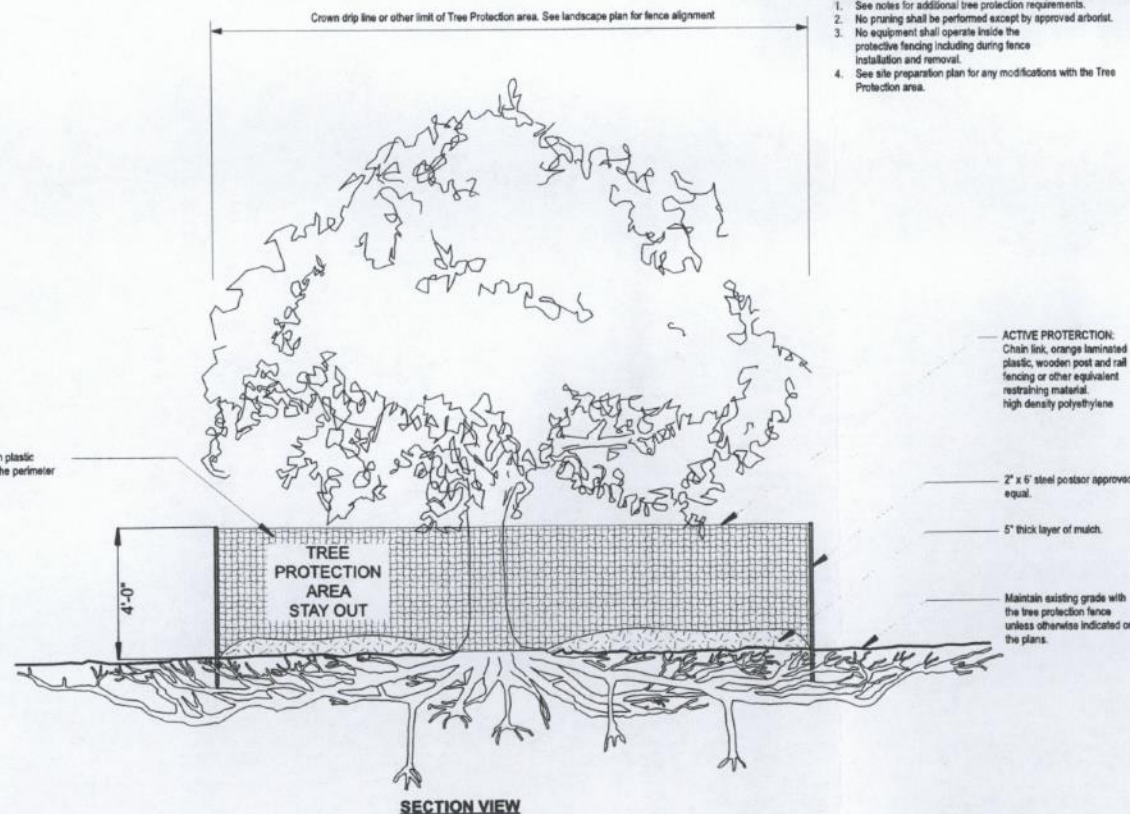 Crown drip line or other limit of Tree Protection area. See landscape plan for fence alignment
1. See notes for additional tree protection requirements.
2. No pruning shall be performed except by approved arborist.
3. No equipment shall operate inside the
protective fencing including during fence
installation and removal.
4. See site preparation plan for any modifications with the Tree
Protection area.
ACTIVE PROTERCTION:
Chain link, orange laminated
plastic, wooden post and rail
fencing or other equivalent
restraining material.
high density polyethylene
plastic
he perimeter
2" x 6' steel postsor approved
equal.
5" thick layer of mulch.
TREE
PROTECTION
AREA
STAY OUT
4'-0"
Maintain existing grade with
the tree protection fence
unless otherwise indicated on
the plans.
SECTION VIEW